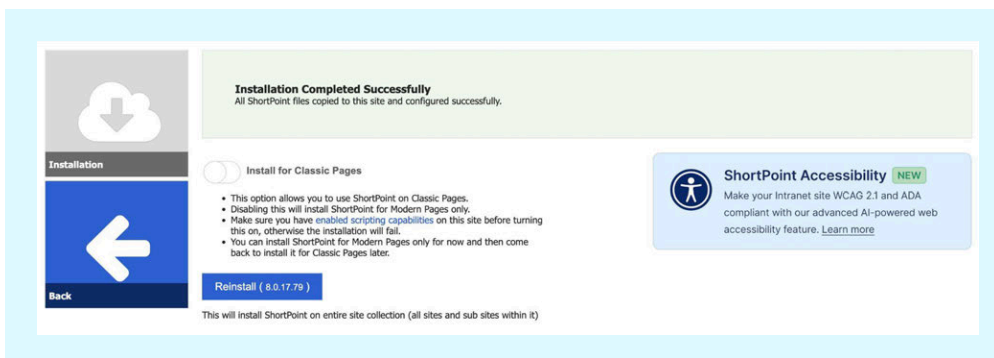 Installation Completed Successfully
All ShortPoint files copied to this site and configured successfully.
Installation
Install for Classic Pages
• This option allows you to use ShortPoint on Classic Pages.
• Disabling this will install ShortPoint for Modern Pages only.
• Make sure you have enabled scripting capabilities on this site before turning
this on, otherwise the installation will fail.
• You can install ShortPoint for Modern Pages only for now and then come
back to install it for Classic Pages later.
ShortPoint Accessibility NEW
Make your Intranet site WCAG 2.1 and ADA
compliant with our advanced AI-powered web
accessibility feature. Learn more
Back
Reinstall ( 8.0.17.79 )
This will install ShortPoint on entire site collection (all sites and sub sites within it)